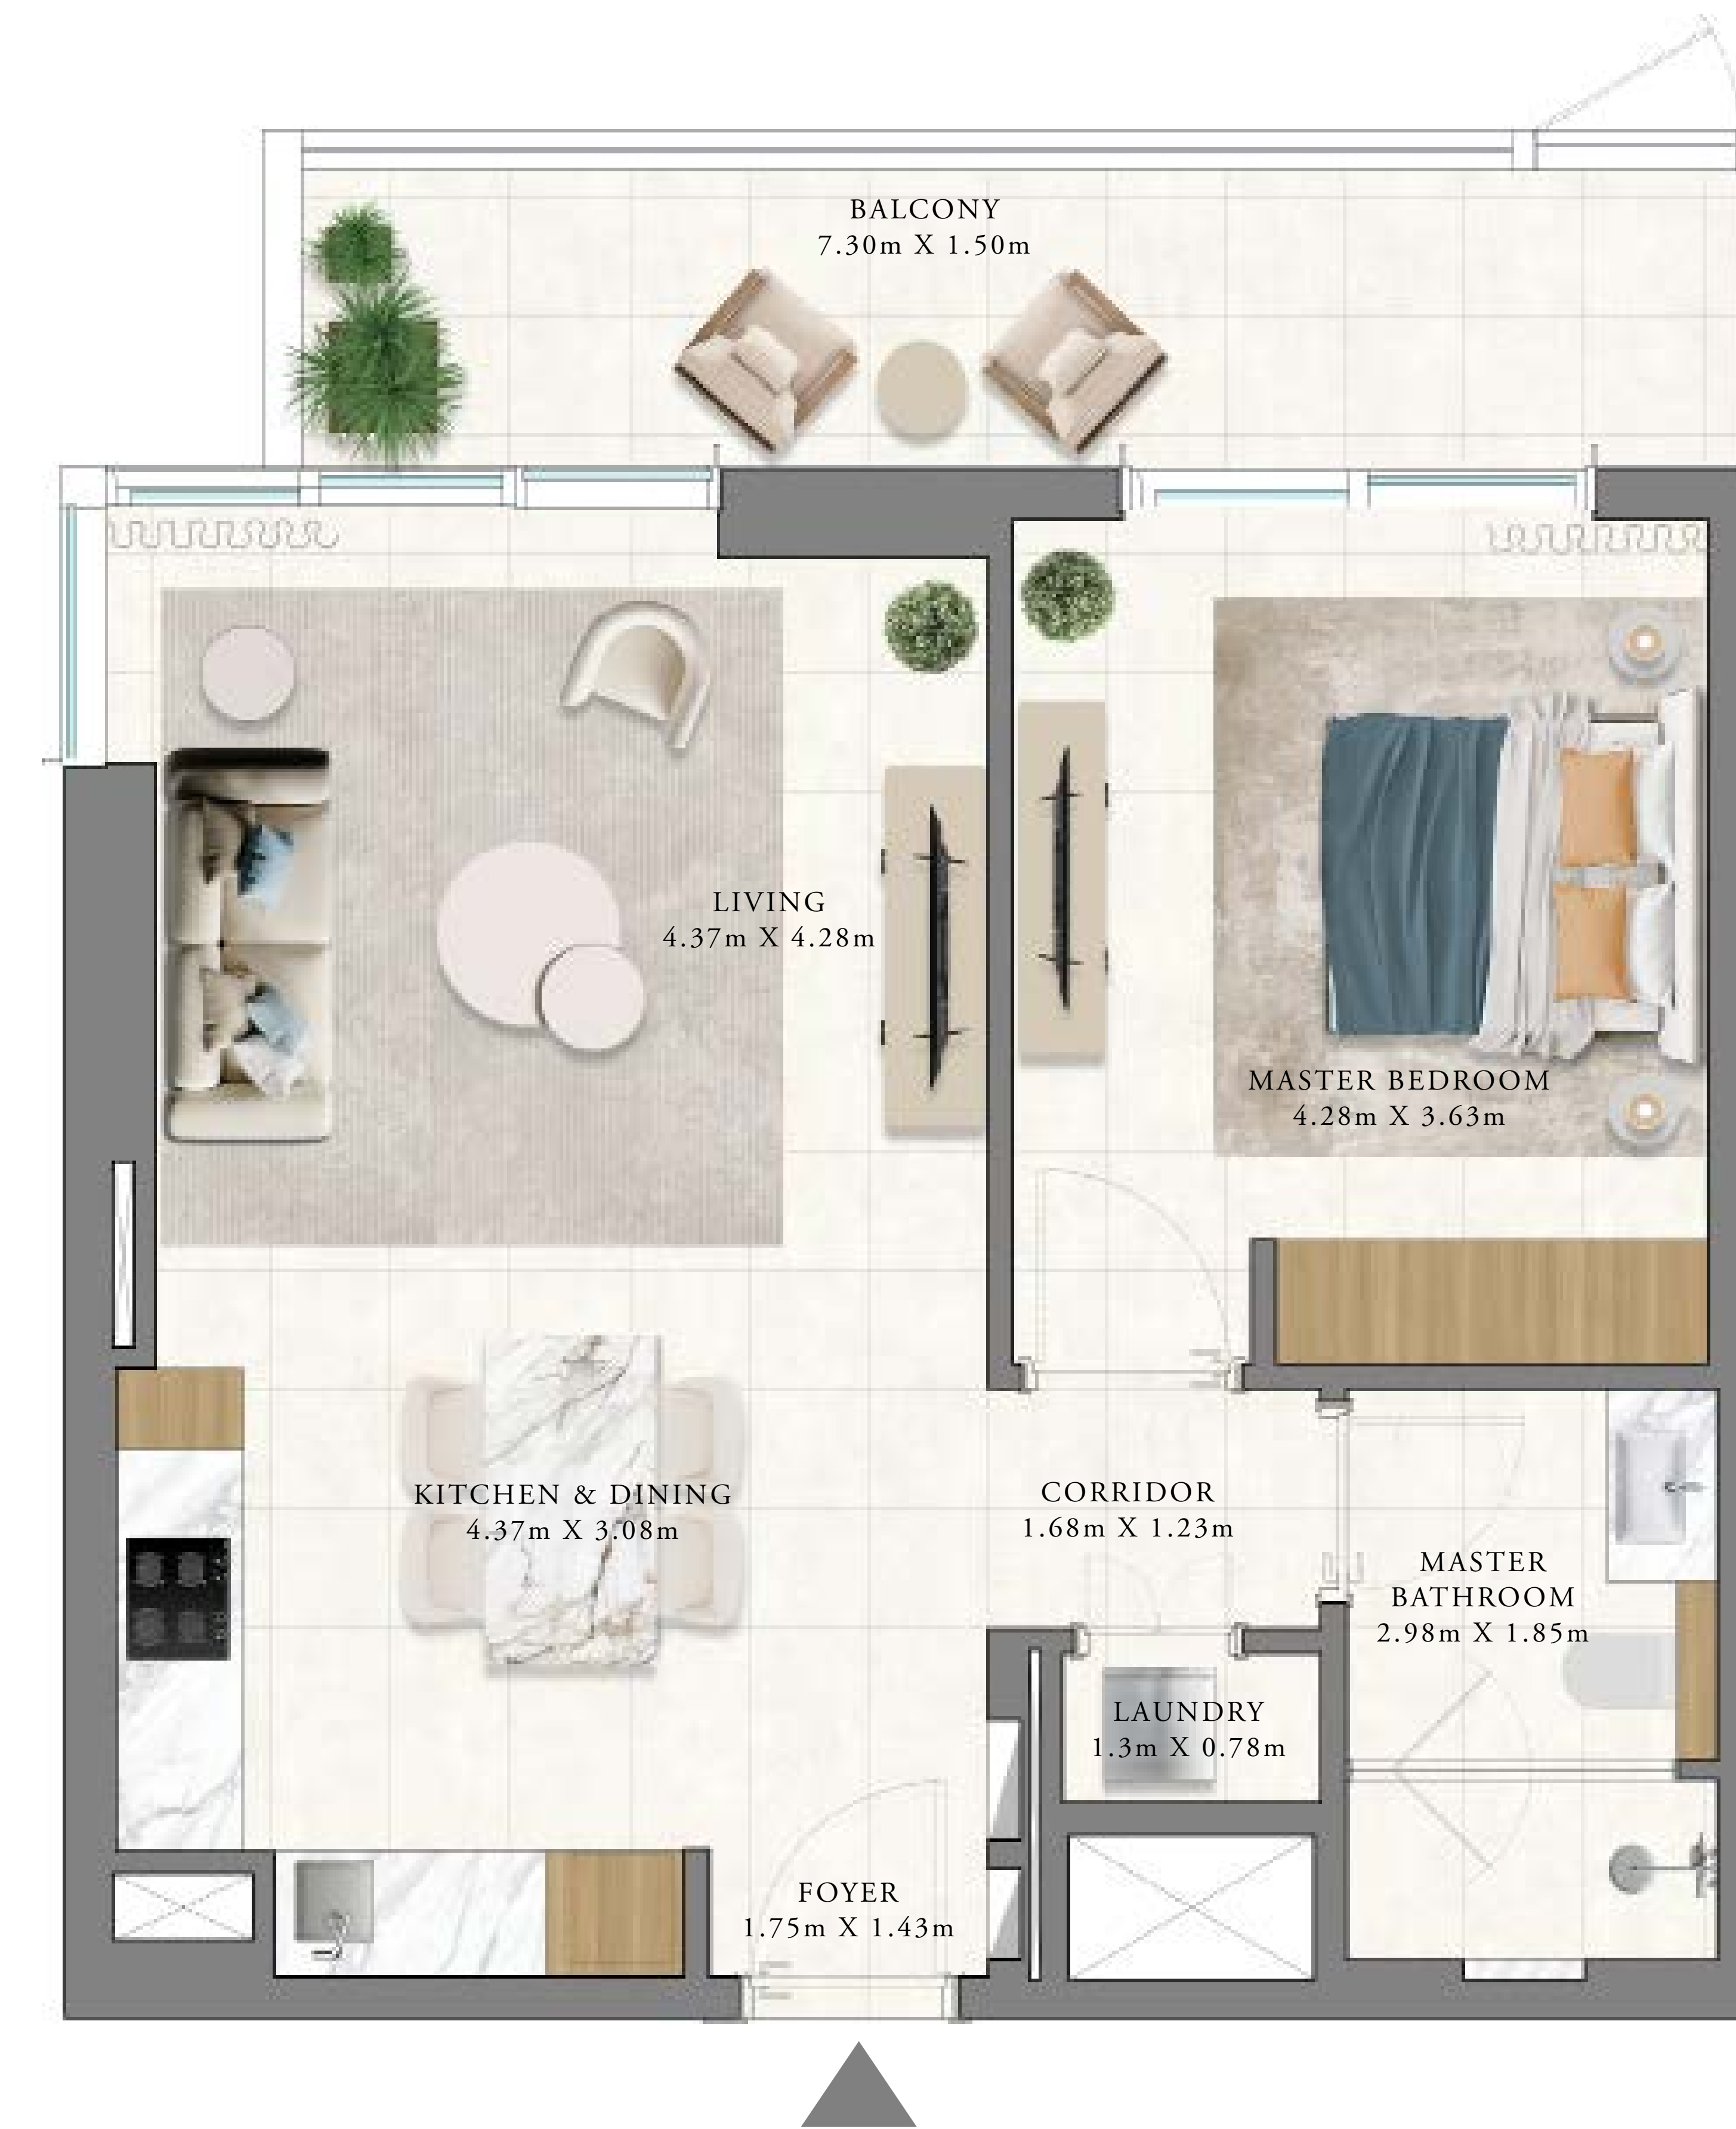 BALCONY
7.30m X 1.50m
LIVING
4.37m X 4.28m
MASTER BEDROOM
4.28m X 3.63m
KITCHEN & DINING
4.37m X 3.08m
CORRIDOR
1.68m X 1.23m
MASTER
BATHROOM
2.98m X 1.85m
LAUNDRY
1.3m X 0.78m
FOYER
1.75m X 1.43m